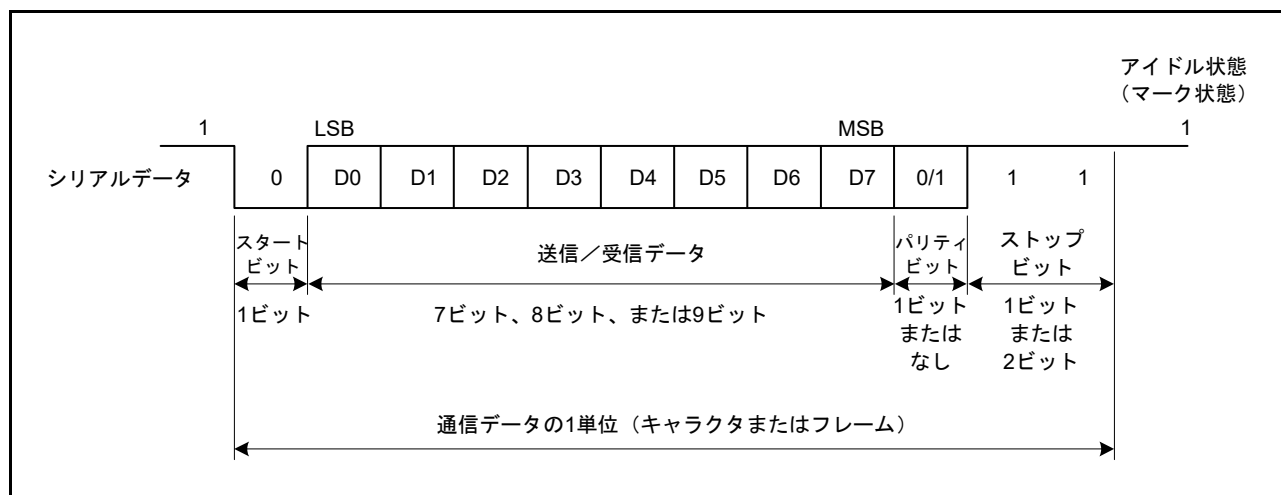 アイドル状態
(マーク状態)
1 LSB MSB 1
シリアルデータ 0 D0 D1 D2 D3 D4 D5 D6 D7 0/1 1 1
スタート
ビット
送信/受信データ
パリティ
ビット
ストップ
ビット
1ビット
7ビット、8ビット、または9ビット
1ビット
または
なし
1ビット
または
2ビット
通信データの1単位(キャラクタまたはフレーム)